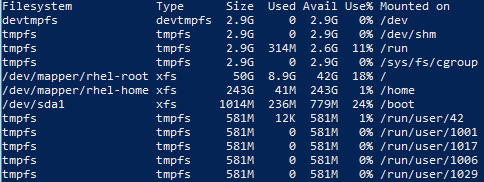 Filesystem Type Size Used Avail Use% Mounted on
devtmpfs devtmpfs 2.9G 0 2.9G 0% /dev
tmpfs tmpfs 2.9G 0 2.9G 0% /dev/shm
tmpfs tmpfs 2.9G 314M 2.6G 11% /run
tmpfs tmpfs 2.9G 0 2.9G 0% /sys/fs/cgroup
/dev/mapper/rhel-root xfs 50G 8.9G 42G 18% /
/dev/mapper/rhel-home xfs 243G 41M 243G 1% /home
/dev/sda1 xfs 1014M 236M 779M 24% /boot
tmpfs tmpfs 581M 12K 581M 1% /run/user/42
tmpfs tmpfs 581M 0 581M 0% /run/user/1001
tmpfs tmpfs 581M 0 581M 0% /run/user/1017
tmpfs tmpfs 581M 0 581M 0% /run/user/1006
tmpfs tmpfs 581M 0 581M 0% /run/user/1029